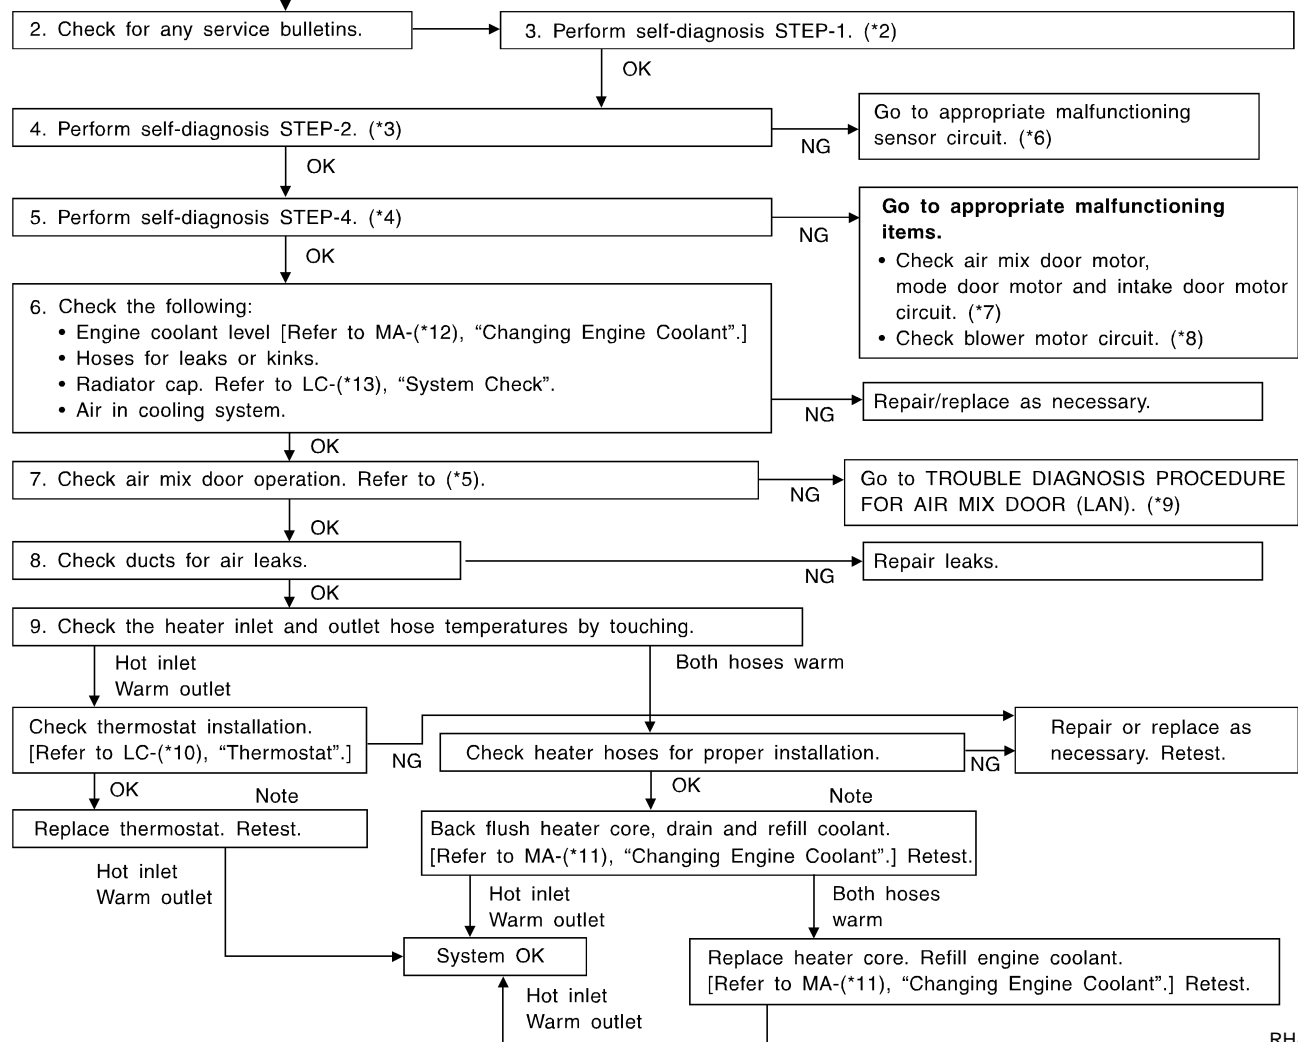 2. Check for any service bulletins.
3. Perform self-diagnosis STEP-1. (*2)
OK
4. Perform self-diagnosis STEP-2. (*3)
NG
Go to appropriate malfunctioning
sensor circuit. (*6)
OK
5. Perform self-diagnosis STEP-4. (*4)
NG
Go to appropriate malfunctioning
items.
• Check air mix door motor,
mode door motor and intake door motor
circuit. (*7)
• Check blower motor circuit. (*8)
OK
6. Check the following:
• Engine coolant level [Refer to MA-(*12), “Changing Engine Coolant”.]
• Hoses for leaks or kinks.
• Radiator cap. Refer to LC-(*13), “System Check”.
• Air in cooling system.
NG
Repair/replace as necessary.
OK
7. Check air mix door operation. Refer to (*5).
NG
Go to TROUBLE DIAGNOSIS PROCEDURE
FOR AIR MIX DOOR (LAN). (*9)
OK
8. Check ducts for air leaks.
NG
Repair leaks.
OK
9. Check the heater inlet and outlet hose temperatures by touching.
Hot inlet
Warm outlet
Both hoses warm
Check thermostat installation.
[Refer to LC-(*10), “Thermostat”.]
NG
Check heater hoses for proper installation.
NG
Repair or replace as
necessary. Retest.
OK
Note
OK
Note
Replace thermostat. Retest.
Back flush heater core, drain and refill coolant.
[Refer to MA-(*11), “Changing Engine Coolant”.] Retest.
Hot inlet
Warm outlet
Hot inlet
Warm outlet
Both hoses
warm
System OK
Replace heater core. Refill engine coolant.
[Refer to MA-(*11), “Changing Engine Coolant”.] Retest.
Hot inlet
Warm outlet